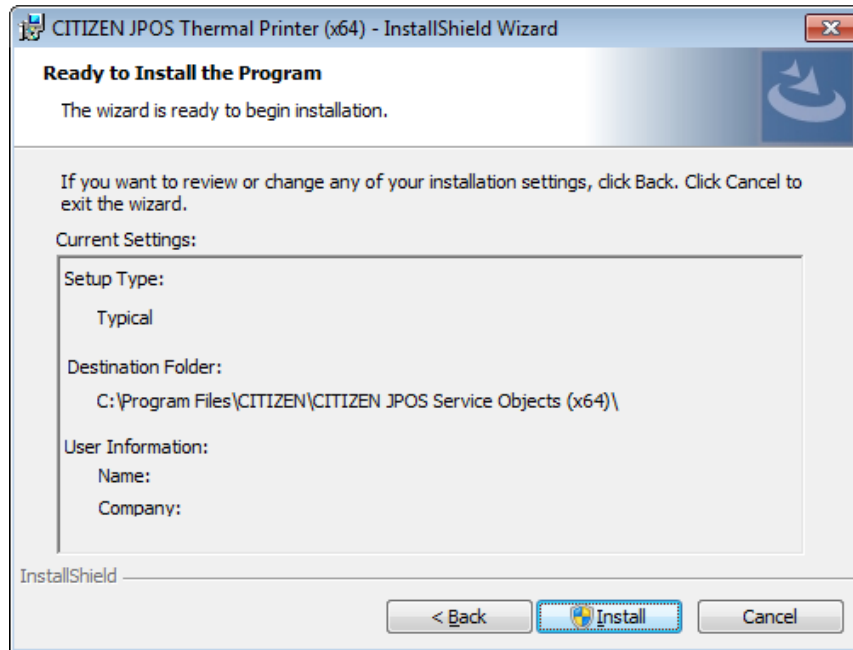 CITIZEN JPOS Thermal Printer (x64) - InstallShield Wizard
Ready to Install the Program
The wizard is ready to begin installation.
If you want to review or change any of your installation settings, click Back. Click Cancel to
exit the wizard.
Current Settings:
Setup Type:
Typical
Destination Folder:
C:\Program Files\CITIZEN\CITIZEN JPOS Service Objects (x64)\
User Information:
Name:
Company:
InstallShield
< Back
Install
Cancel